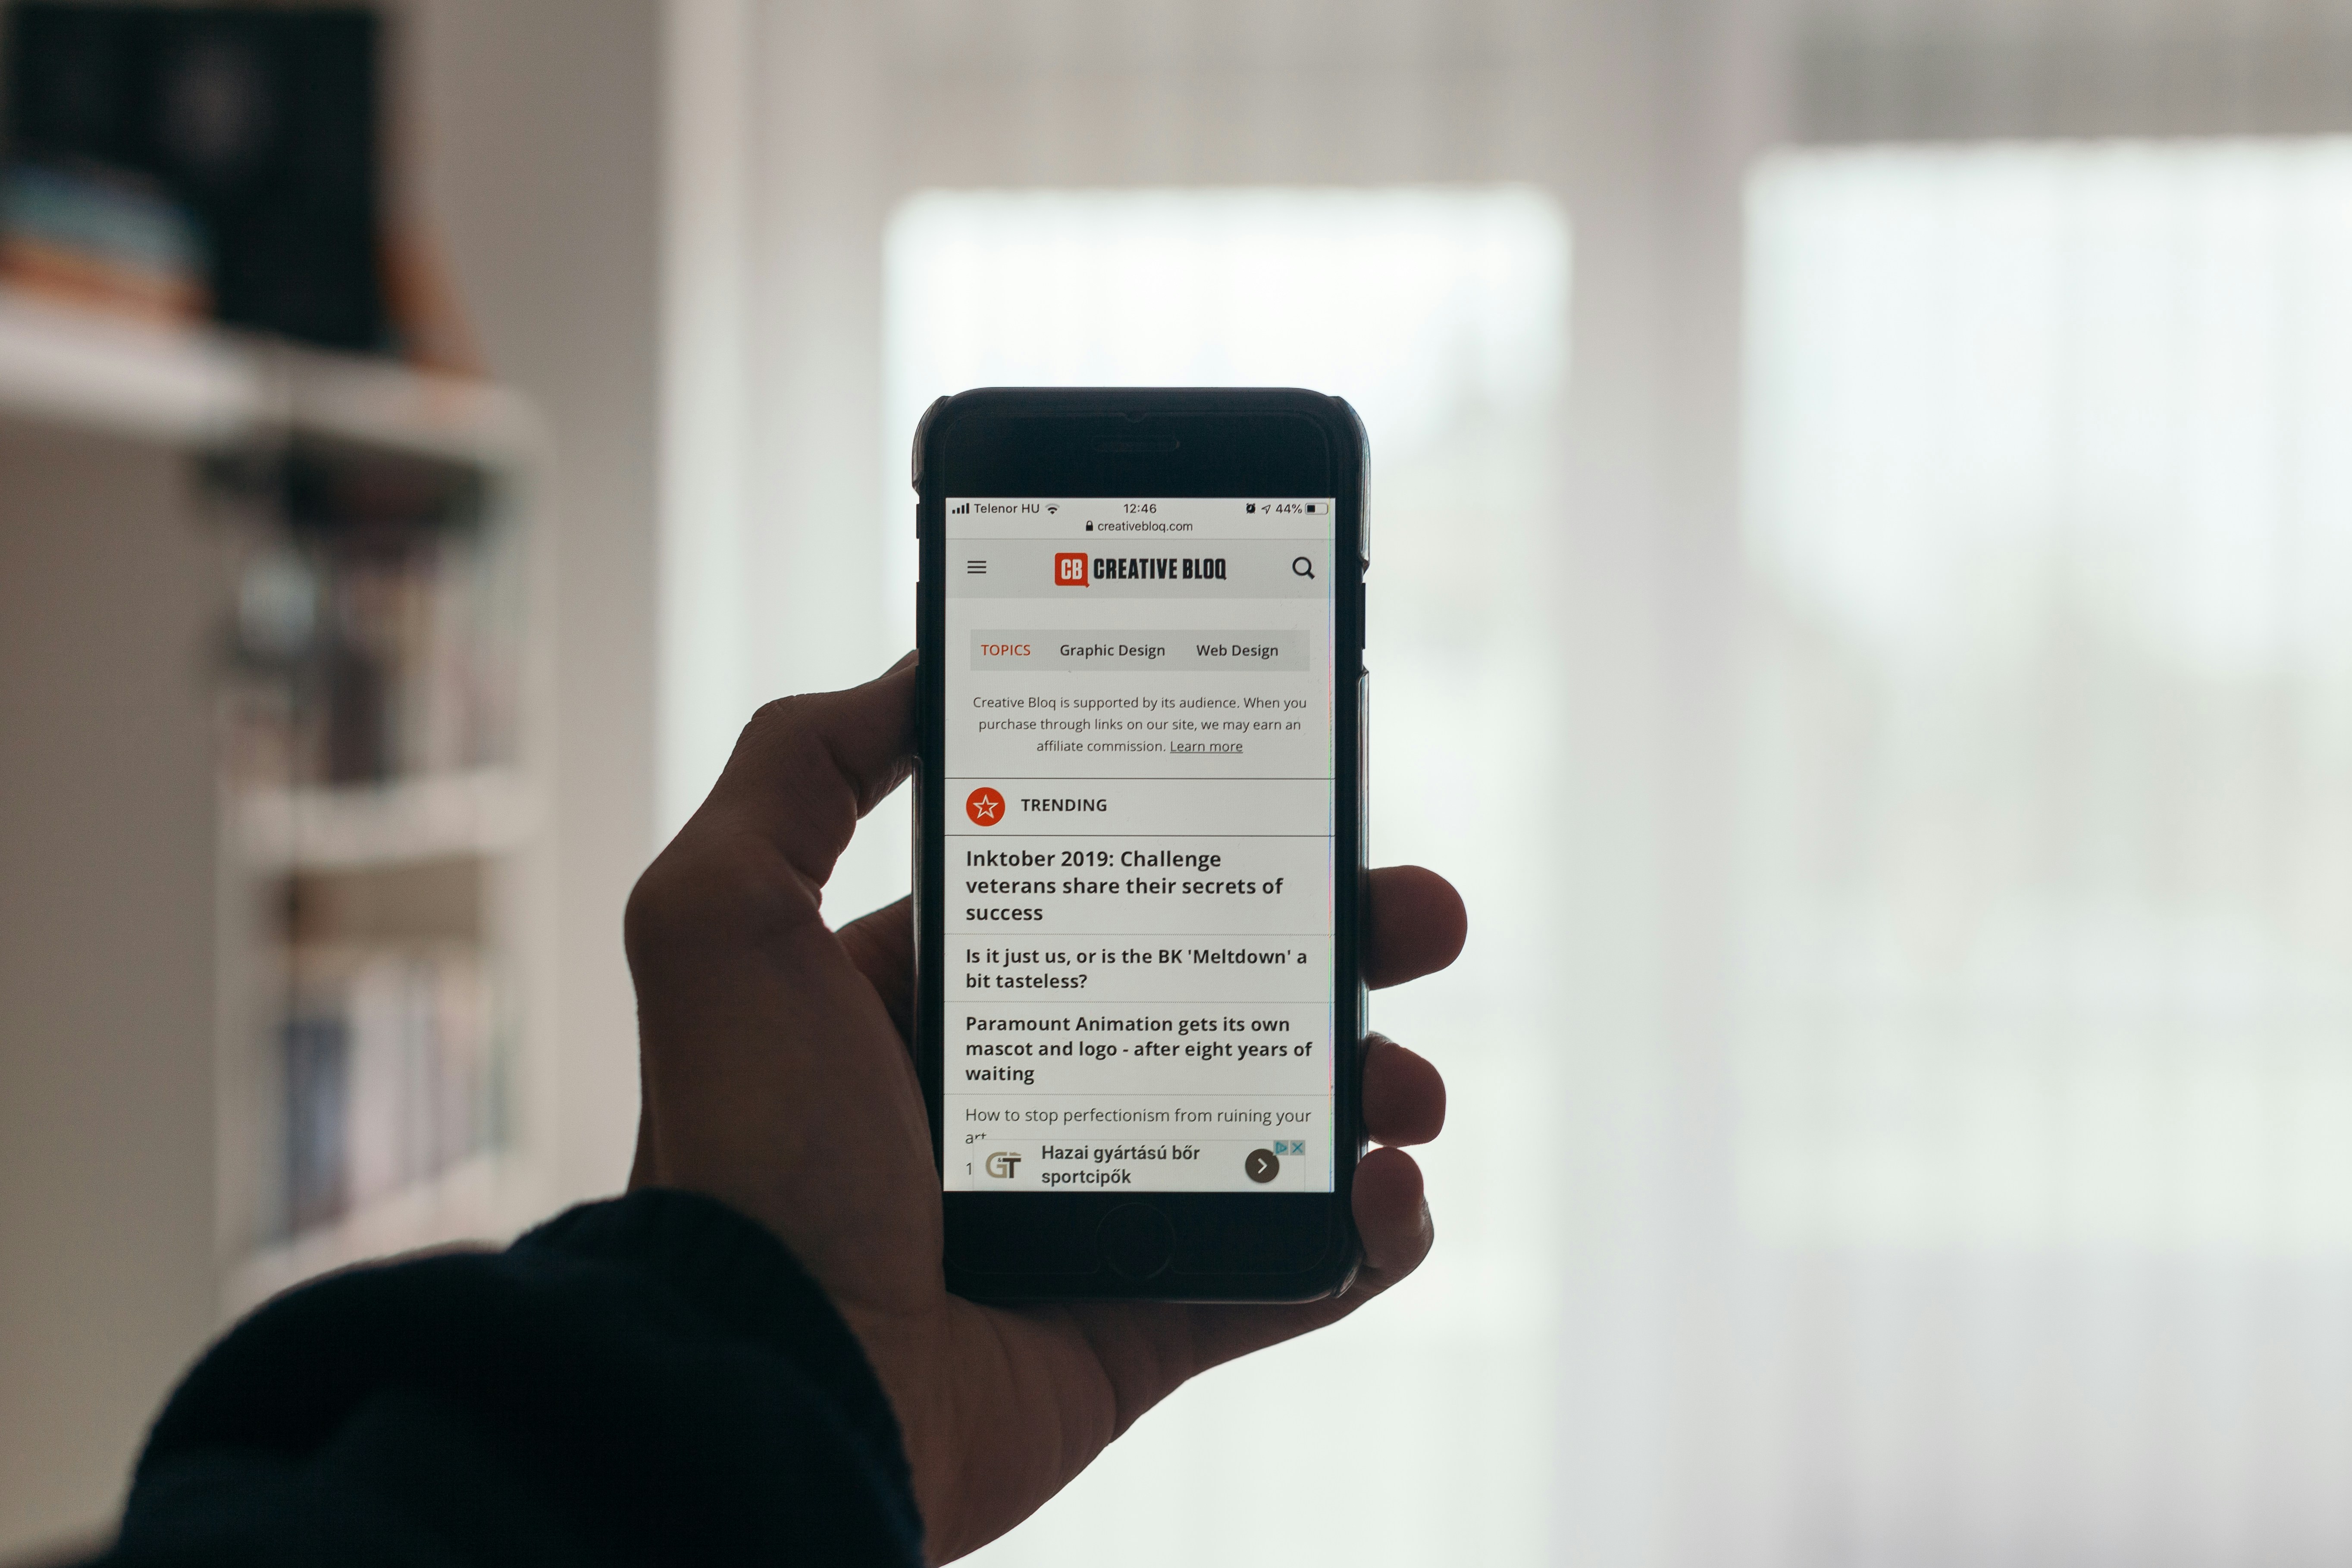 Telenor HU 12:46 44%
creativebloq.com
CB CREATIVE BLOQ
TOPICS Graphic Design Web Design
Creative Bloq is supported by its audience. When you
purchase through links on our site, we may earn an
affiliate commission. Learn more
TRENDING
Inktober 2019: Challenge
veterans share their secrets of
success
Is it just us, or is the BK 'Meltdown' a
bit tasteless?
Paramount Animation gets its own
mascot and logo - after eight years of
waiting
How to stop perfectionism from ruining your
art
1
GT
Hazai gyártású bőr
sportcipők